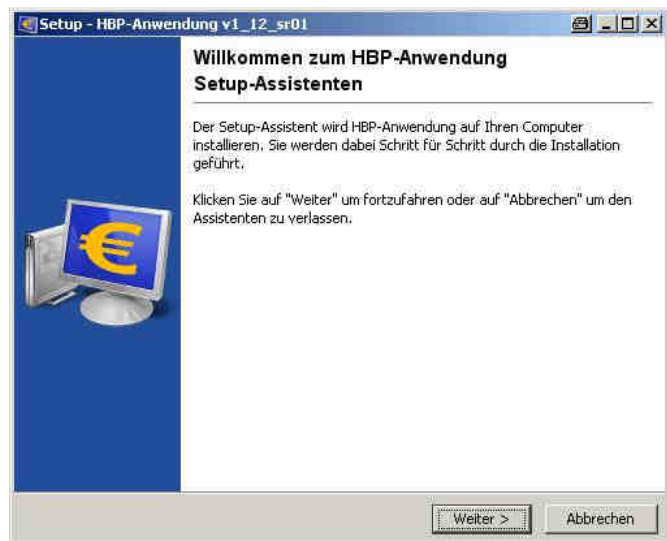 Setup - HBP-Anwendung v1_12_sr01
Willkommen zum HBP-Anwendung
Setup-Assistenten
Der Setup-Assistent wird HBP-Anwendung auf Ihren Computer
installieren. Sie werden dabei Schritt für Schritt durch die Installation
geführt.
Klicken Sie auf "Weiter" um fortzufahren oder auf "Abbrechen" um den
Assistenten zu verlassen.
€
Weiter >
Abbrechen